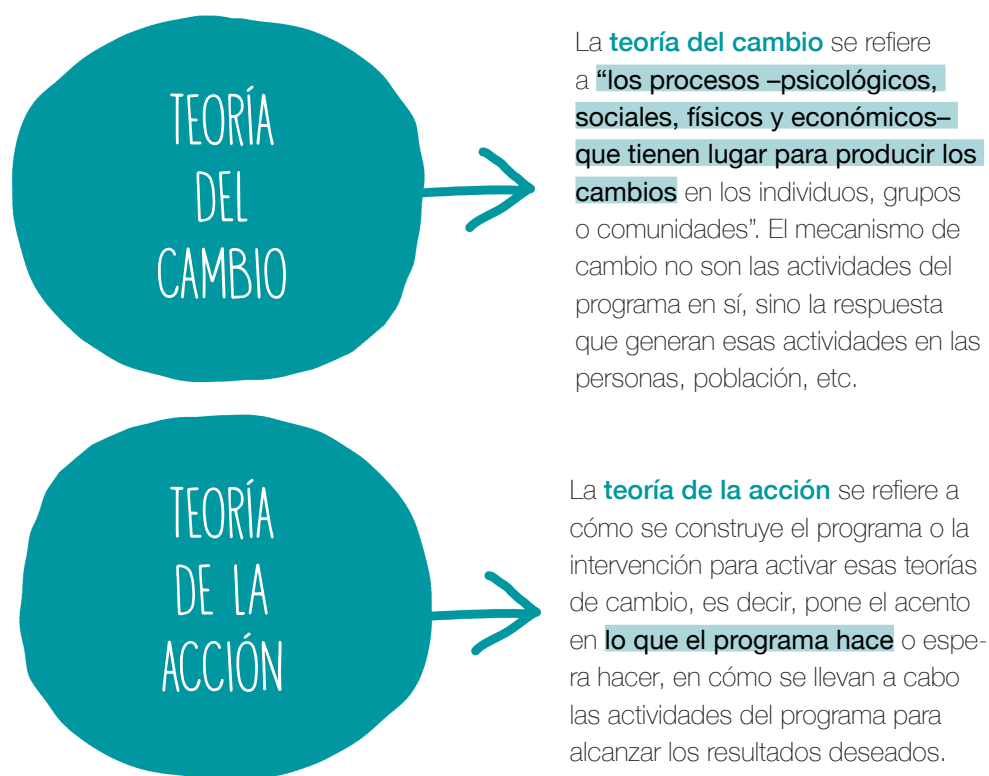 TEORÍA
DEL
CAMBIO
La teoría del cambio se refiere
a “los procesos –psicológicos,
sociales, físicos y económicos–
que tienen lugar para producir los
cambios en los individuos, grupos
o comunidades”. El mecanismo de
cambio no son las actividades del
programa en sí, sino la respuesta
que generan esas actividades en las
personas, población, etc.
TEORÍA
DE LA
ACCIÓN
La teoría de la acción se refiere a
cómo se construye el programa o la
intervención para activar esas teorías
de cambio, es decir, pone el acento
en lo que el programa hace o espe-
ra hacer, en cómo se llevan a cabo
las actividades del programa para
alcanzar los resultados deseados.